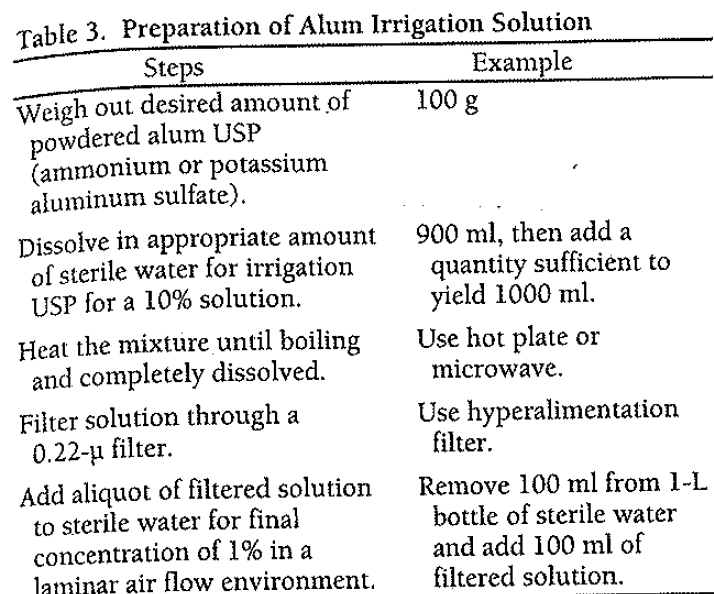 Table 3. Preparation of Alum Irrigation Solution
Steps Example
Weigh out desired amount of 100 g
powdered alum USP
(ammonium or potassium
aluminum sulfate).
Dissolve in appropriate amount 900 ml, then add a
of sterile water for irrigation quantity sufficient to
USP for a 10% solution. yield 1000 ml.
Heat the mixture until boiling Use hot plate or
and completely dissolved. microwave.
Filter solution through a Use hyperalimentation
0.22-μ filter. filter.
Add aliquot of filtered solution Remove 100 ml from 1-L
to sterile water for final bottle of sterile water
concentration of 1% in a and add 100 ml of
laminar air flow environment. filtered solution.